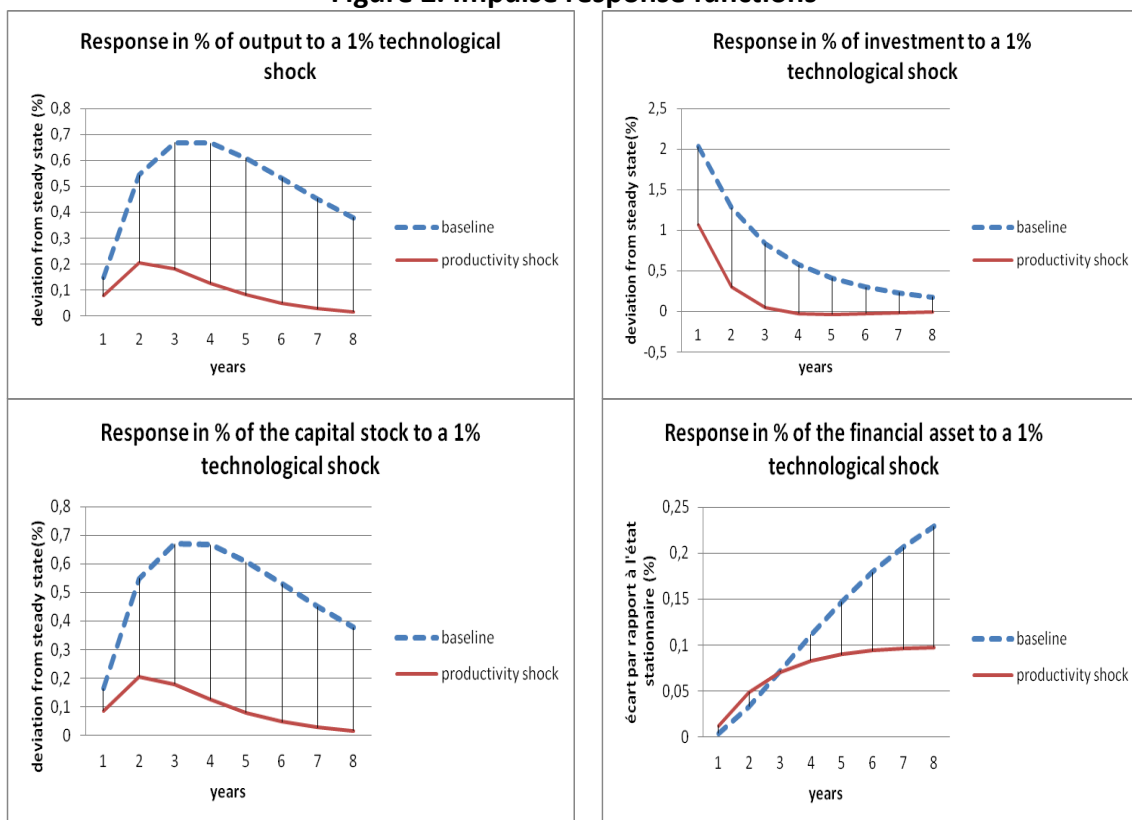 Figure 2. Impulse response functions
Response in % of output to a 1% technological
shock
deviation from steady state (%)
0,8
0,7
0,6
0,5
0,4
0,3
0,2
0,1
0
1 2 3 4 5 6 7 8
years
baseline
productivity shock
Response in % of investment to a 1%
technological shock
deviation from steady state(%)
2,5
2
1,5
1
0,5
0
-0,5
1 2 3 4 5 6 7 8
years
baseline
productivity shock
Response in % of the capital stock to a 1%
technological shock
deviation from steady state(%)
0,8
0,7
0,6
0,5
0,4
0,3
0,2
0,1
0
1 2 3 4 5 6 7 8
years
baseline
productivity shock
Response in % of the financial asset to a 1%
technological shock
écart par rapport à l'état
stationnaire (%)
0,25
0,2
0,15
0,1
0,05
0
1 2 3 4 5 6 7 8
years
baseline
productivity shock